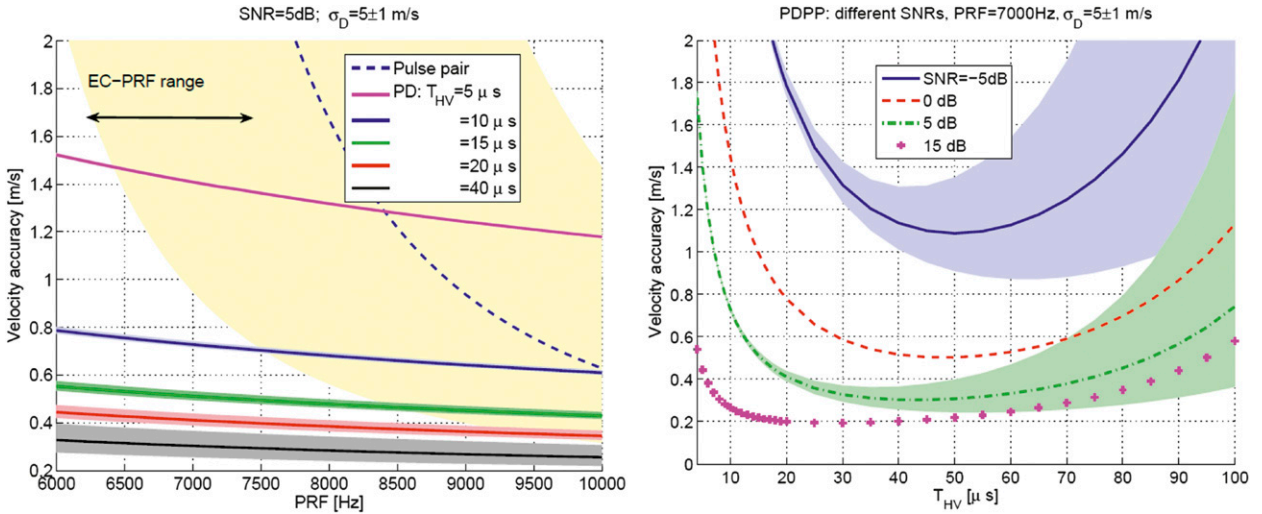 SNR=5dB; σD=5±1 m/s
Velocity accuracy [m/s]
2
1.8
1.6
1.4
1.2
1
0.8
0.6
0.4
0.2
EC−PRF range
Pulse pair
PD: THV=5 μ s
=10 μ s
=15 μ s
=20 μ s
=40 μ s
6000 6500 7000 7500 8000 8500 9000 9500 10000
PRF [Hz]
PDPP: different SNRs, PRF=7000Hz, σD=5±1 m/s
Velocity accuracy [m/s]
2
1.8
1.6
1.4
1.2
1
0.8
0.6
0.4
0.2
0
SNR=−5dB
0 dB
5 dB
15 dB
10 20 30 40 50 60 70 80 90 100
THV [μ s]